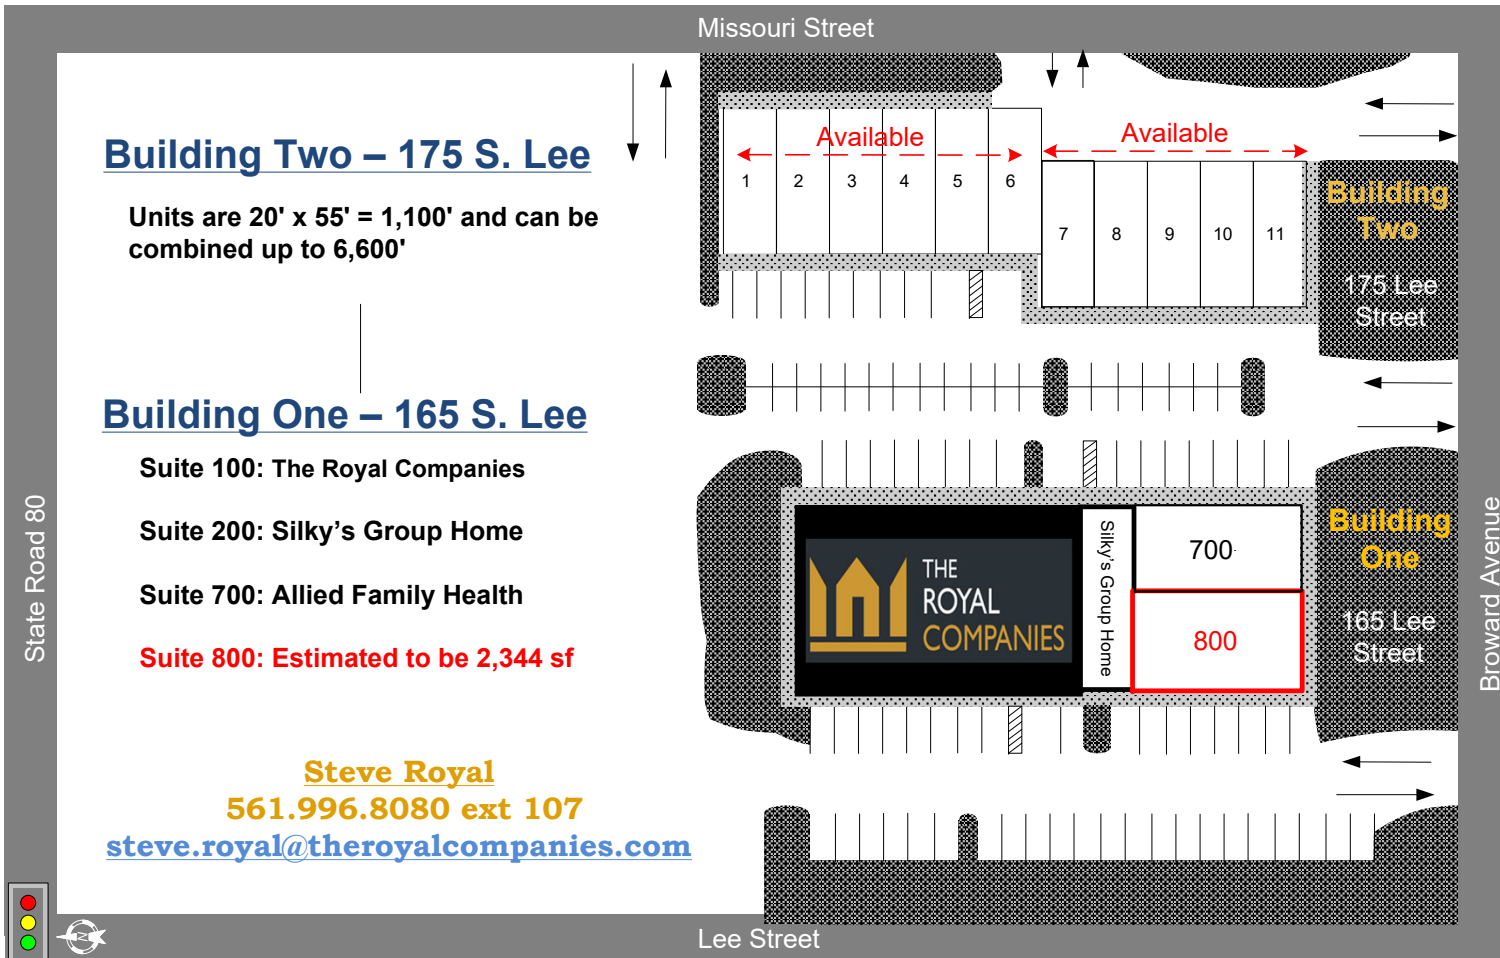 Missouri Street
Building Two – 175 S. Lee
Units are 20' x 55' = 1,100' and can be
combined up to 6,600'
Building One – 165 S. Lee
Suite 100: The Royal Companies
Suite 200: Silky’s Group Home
Suite 700: Allied Family Health
Suite 800: Estimated to be 2,344 sf
Steve Royal
561.996.8080 ext 107
steve.royal@theroyalcompanies.com
State Road 80
Available
Available
1
2
3
4
5
6
7
8
9
10
11
Building
Two
175 Lee
Street
THE
ROYAL
COMPANIES
Silky's Group Home
700
800
Building
One
165 Lee
Street
Broward Avenue
N
Lee Street